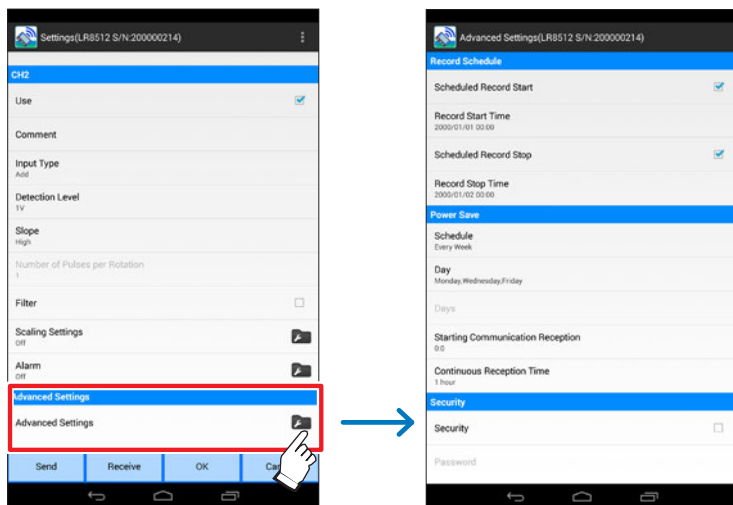 Settings(LR8512 S/N:200000214)
CH2
Use
Comment
Input Type
Add
Detection Level
1V
Slope
High
Number of Pulses per Rotation
1
Filter
Scaling Settings
Off
Alarm
Off
Advanced Settings
Advanced Settings
Send Receive OK
Advanced Settings(LR8512 S/N:200000214)
Record Schedule
Scheduled Record Start
Record Start Time
2000/01/01 00:00
Scheduled Record Stop
Record Stop Time
2000/01/02 00:00
Power Save
Schedule
Every Week
Day
Monday,Wednesday,Friday
Days
Starting Communication Reception
0:0
Continuous Reception Time
1 hour
Security
Security
Password